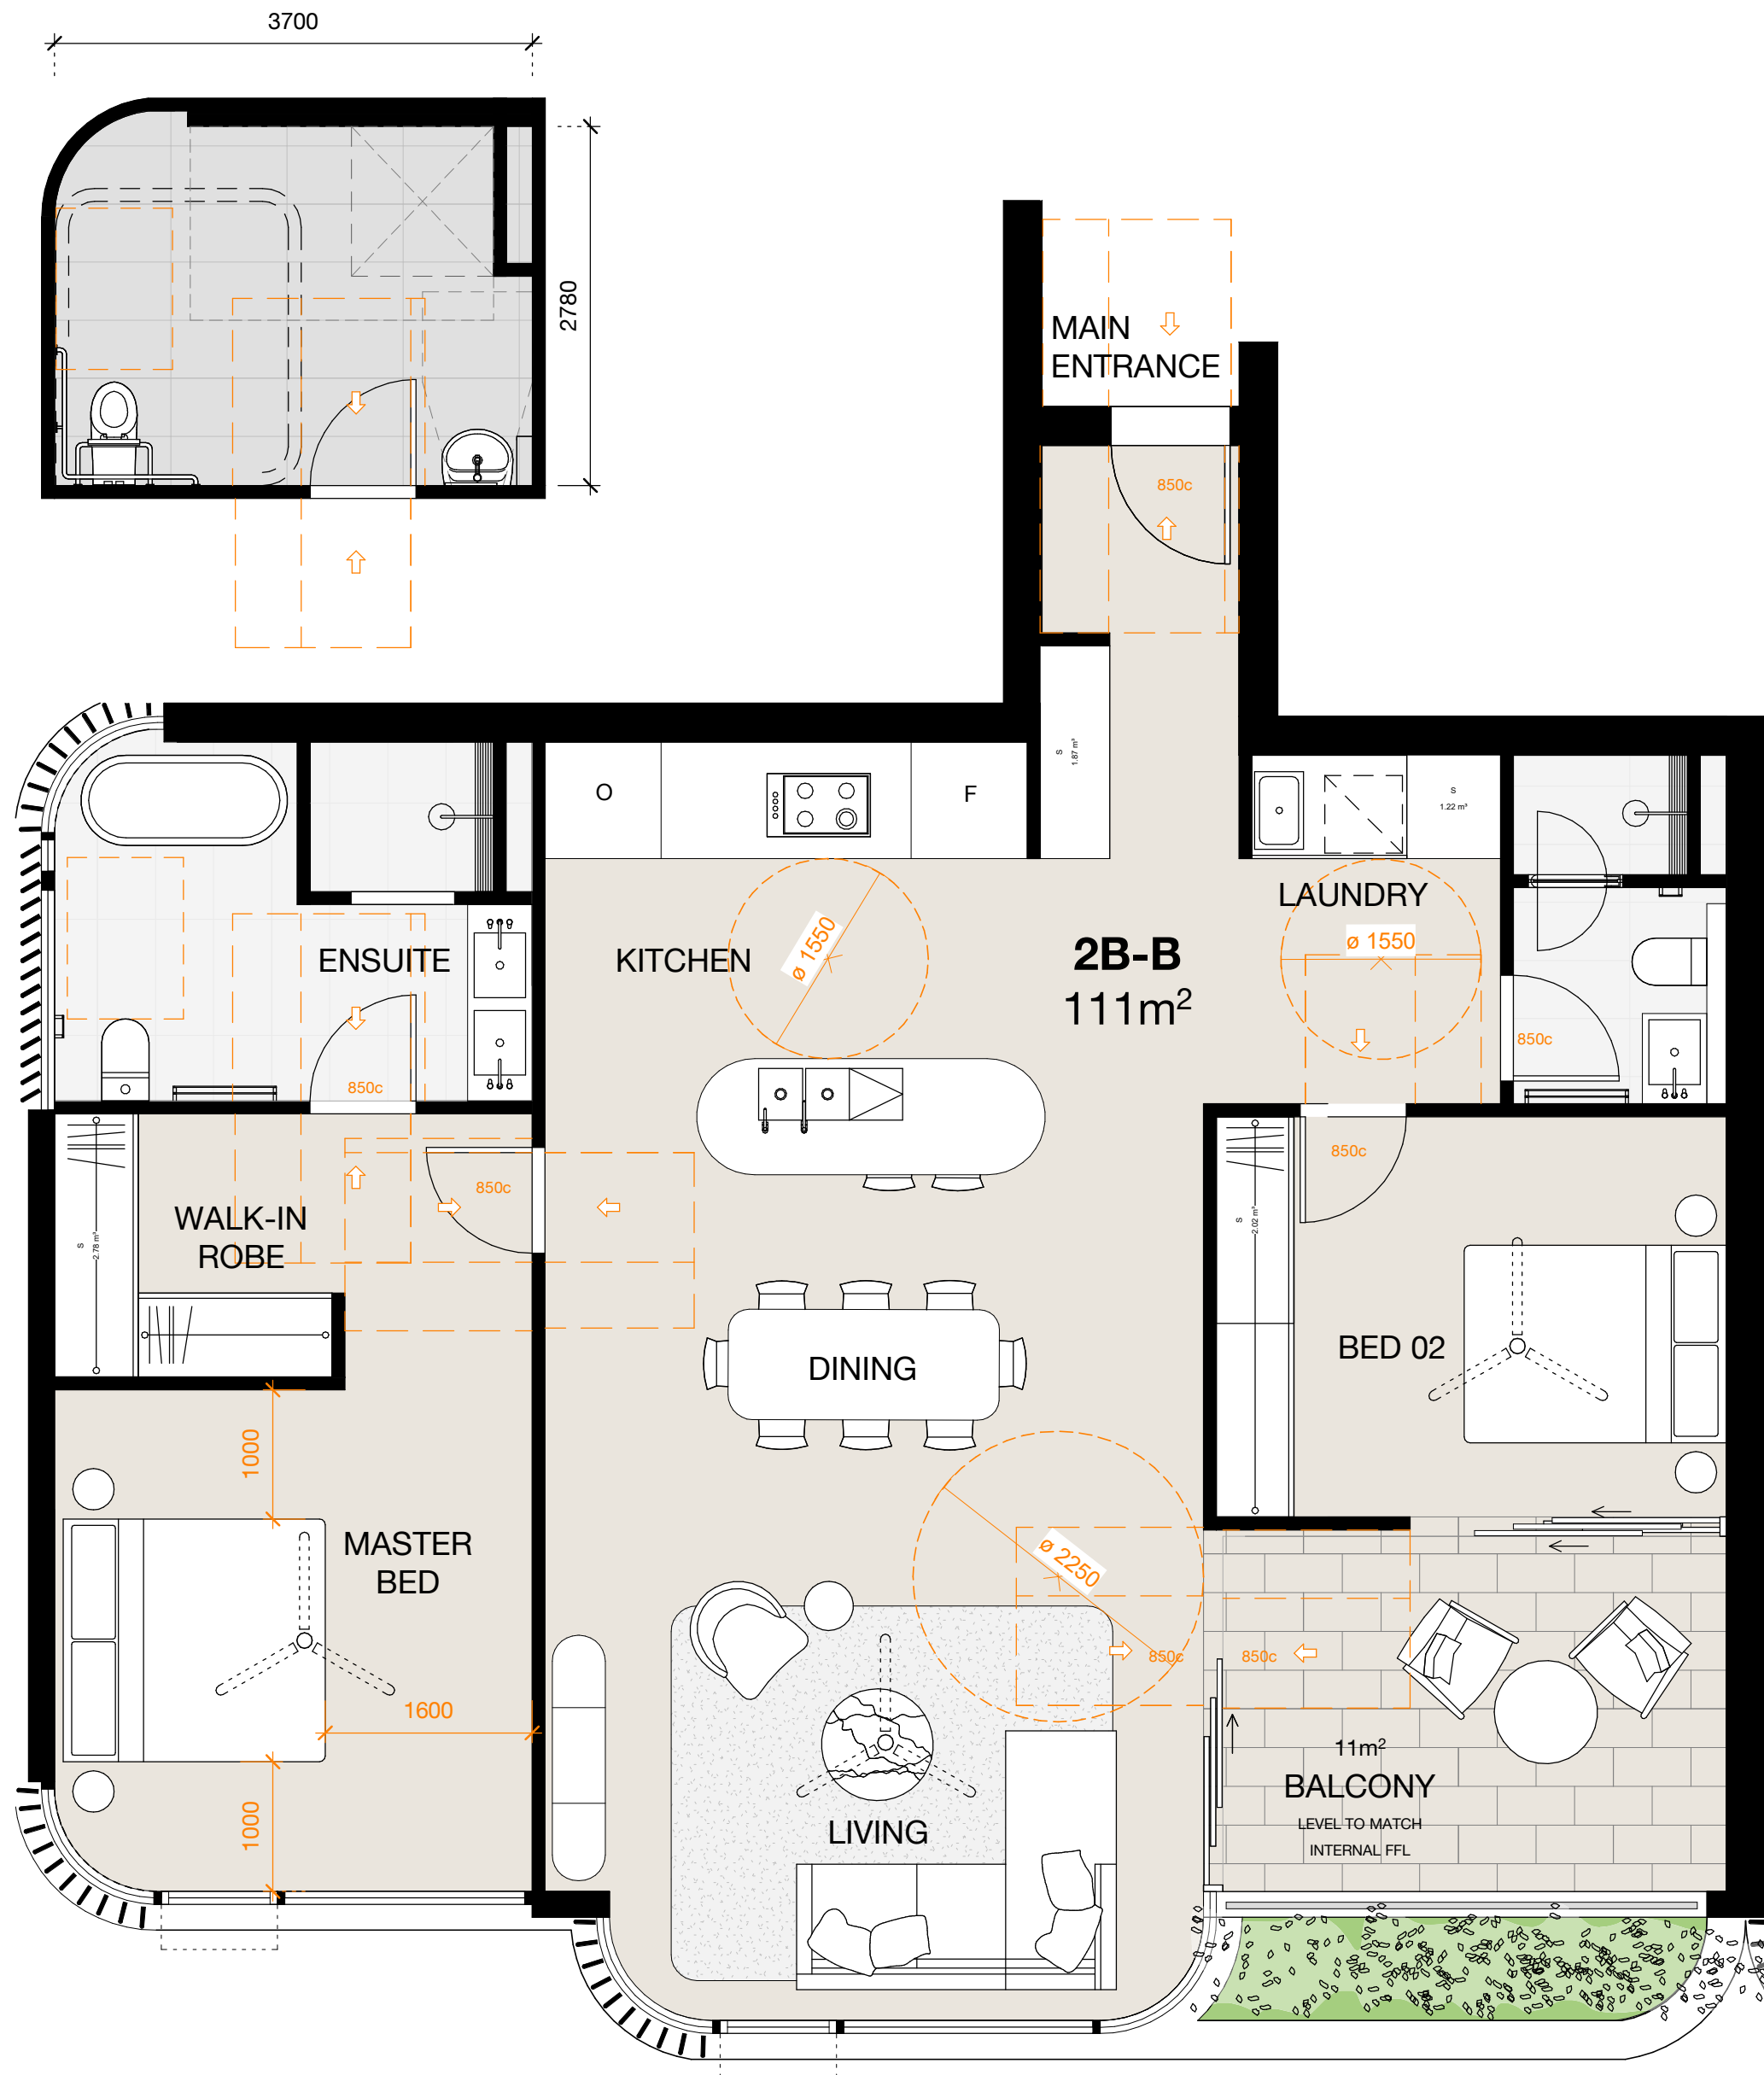 3700
2780
MAIN
ENTRANCE
850c
S
1.87 m³
O
F
S
1.22 m³
LAUNDRY
ø 1550
ENSUITE
KITCHEN
ø 1550
2B-B
111m²
850c
850c
850c
850c
WALK-IN
ROBE
S
2.78 m³
S
2.02 m³
BED 02
DINING
1000
MASTER
BED
ø 2250
850c
850c
1600
11m²
BALCONY
LEVEL TO MATCH
INTERNAL FFL
LIVING
1000